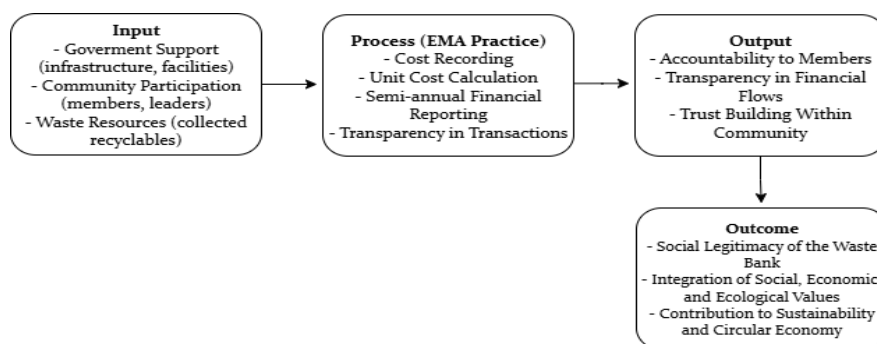 Input
- Goverment Support
(infrastructure, facilities)
- Community Participation
(members, leaders)
- Waste Resources (collected
recyclables)
Process (EMA Practice)
- Cost Recording
- Unit Cost Calculation
- Semi-annual Financial
Reporting
- Transparency in Transactions
Output
- Accountability to Members
- Transparency in Financial
Flows
- Trust Building Within
Community
Outcome
- Social Legitimacy of the Waste
Bank
- Integration of Social, Economic
and Ecological Values
- Contribution to Sustainability
and Circular Economy